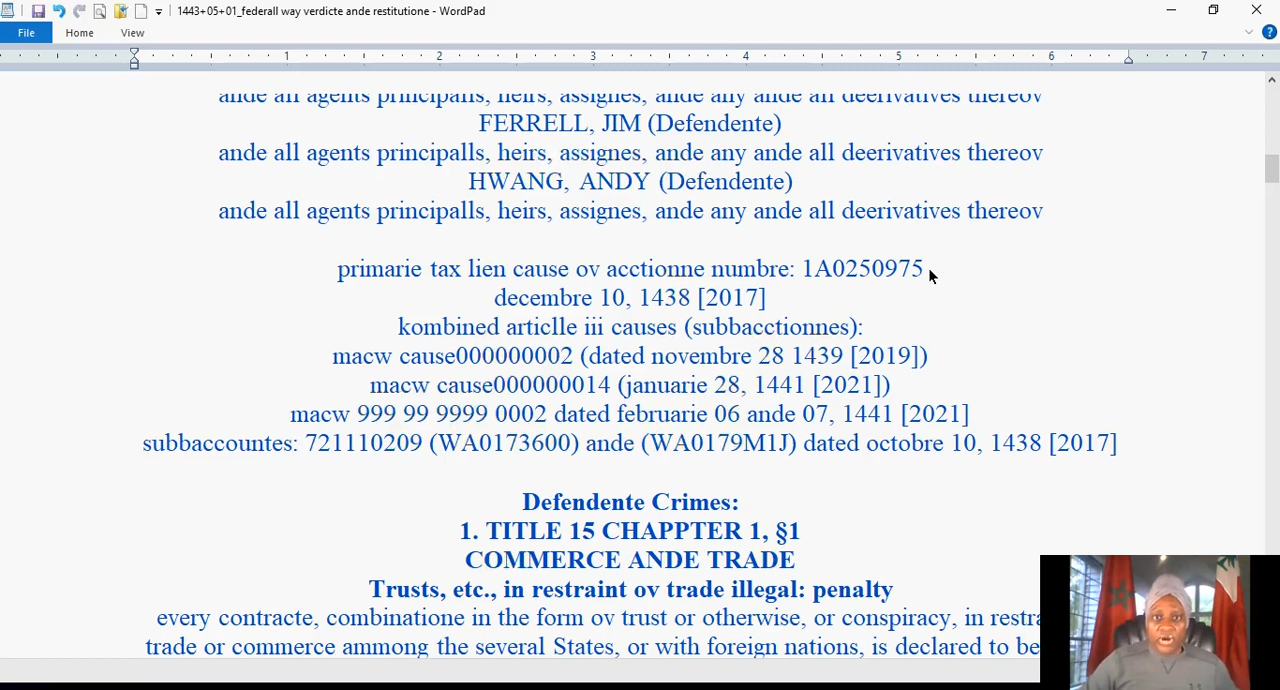 1443+05+01_federall way verdicte ande restitutione - WordPad
File Home View
1 2 3 4 5 6 7
ande all agents principalls, heirs, assignes, ande any ande all deerivatives thereov
FERRELL, JIM (Defendente)
ande all agents principalls, heirs, assignes, ande any ande all deerivatives thereov
HWANG, ANDY (Defendente)
ande all agents principalls, heirs, assignes, ande any ande all deerivatives thereov
primarie tax lien cause ov acctionne numbre: 1A0250975
decembre 10, 1438 [2017]
kombined articlle iii causes (subbacctionnes):
macw cause000000002 (dated novembre 28 1439 [2019])
macw cause000000014 (januarie 28, 1441 [2021])
macw 999 99 9999 0002 dated februarie 06 ande 07, 1441 [2021]
subbaccountes: 721110209 (WA0173600) ande (WA0179M1J) dated octobre 10, 1438 [2017]
Defendente Crimes:
1. TITLE 15 CHAPPTER 1, §1
COMMERCE ANDE TRADE
Trusts, etc., in restraint ov trade illegal: penalty
every contracte, combinatione in the form ov trust or otherwise, or conspiracy, in restra
trade or commerce ammong the several States, or with foreign nations, is declared to be